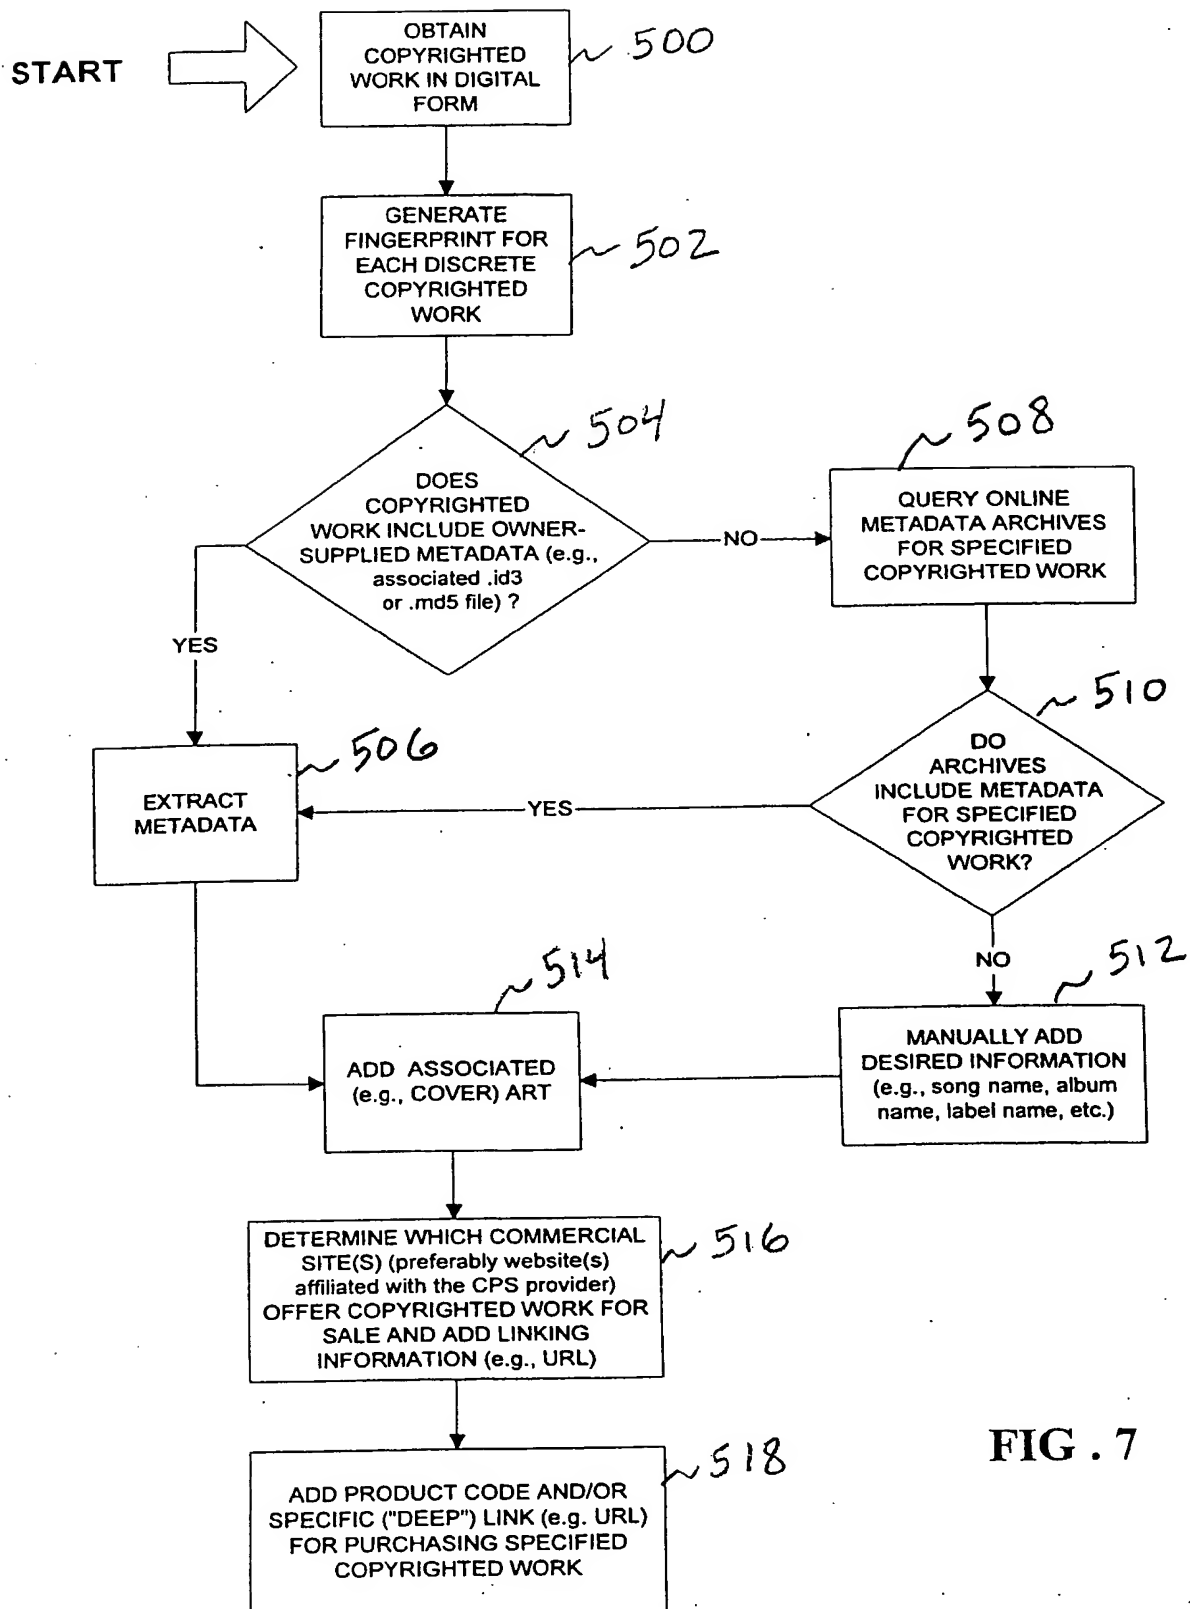 START
OBTAIN
COPYRIGHTED
WORK IN DIGITAL
FORM
500
GENERATE
FINGERPRINT FOR
EACH DISCRETE
COPYRIGHTED
WORK
502
DOES
COPYRIGHTED
WORK INCLUDE OWNER-
SUPPLIED METADATA (e.g.,
associated .id3
or .md5 file) ?
504
NO
QUERY ONLINE
METADATA ARCHIVES
FOR SPECIFIED
COPYRIGHTED WORK
508
YES
EXTRACT
METADATA
506
YES
DO
ARCHIVES
INCLUDE METADATA
FOR SPECIFIED
COPYRIGHTED
WORK?
510
NO
MANUALLY ADD
DESIRED INFORMATION
(e.g., song name, album
name, label name, etc.)
512
ADD ASSOCIATED
(e.g., COVER) ART
514
DETERMINE WHICH COMMERCIAL
SITE(S) (preferably website(s)
affiliated with the CPS provider)
OFFER COPYRIGHTED WORK FOR
SALE AND ADD LINKING
INFORMATION (e.g., URL)
516
ADD PRODUCT CODE AND/OR
SPECIFIC ("DEEP") LINK (e.g. URL)
FOR PURCHASING SPECIFIED
COPYRIGHTED WORK
518
FIG . 7